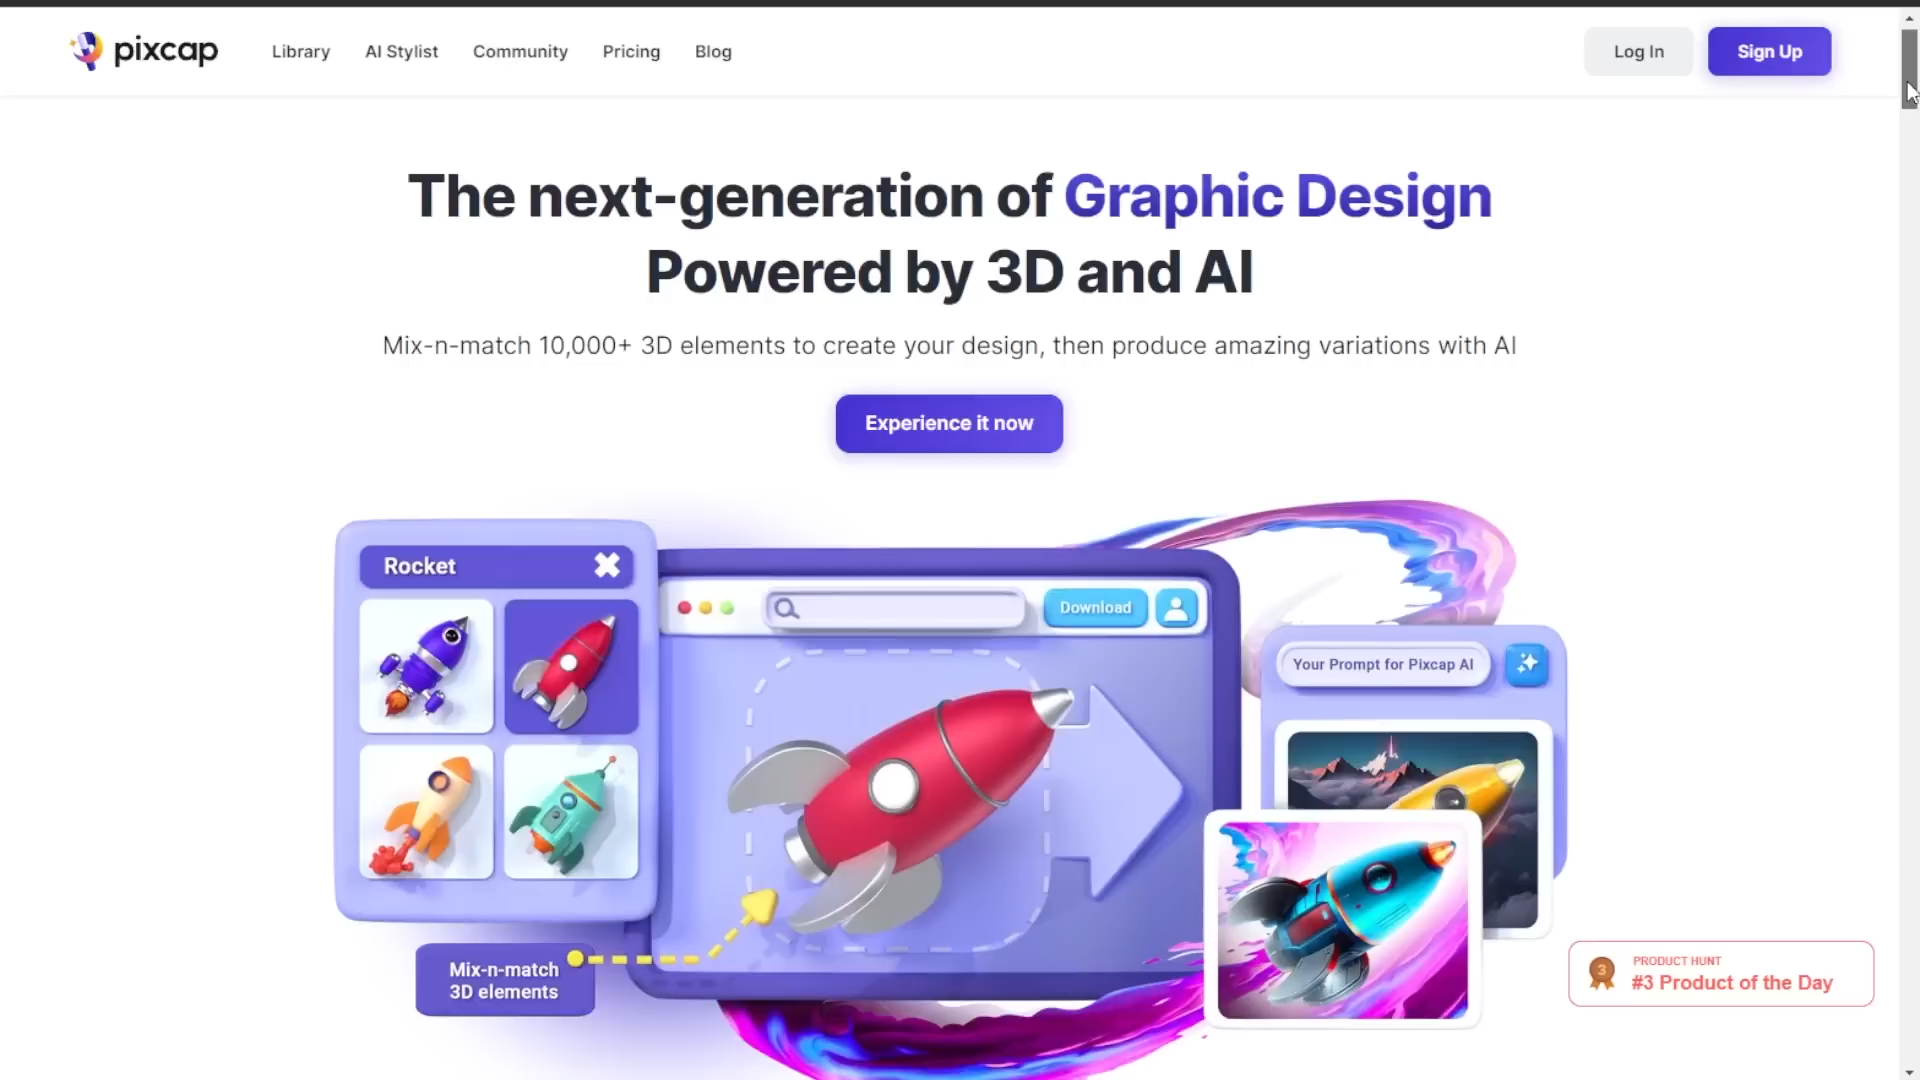 pixcap
Library
AI Stylist
Community
Pricing
Blog
Log In
Sign Up
The next-generation of Graphic Design
Powered by 3D and AI
Mix-n-match 10,000+ 3D elements to create your design, then produce amazing variations with AI
Experience it now
Rocket
Download
Your Prompt for Pixcap AI
Mix-n-match
3D elements
3
PRODUCT HUNT
#3 Product of the Day